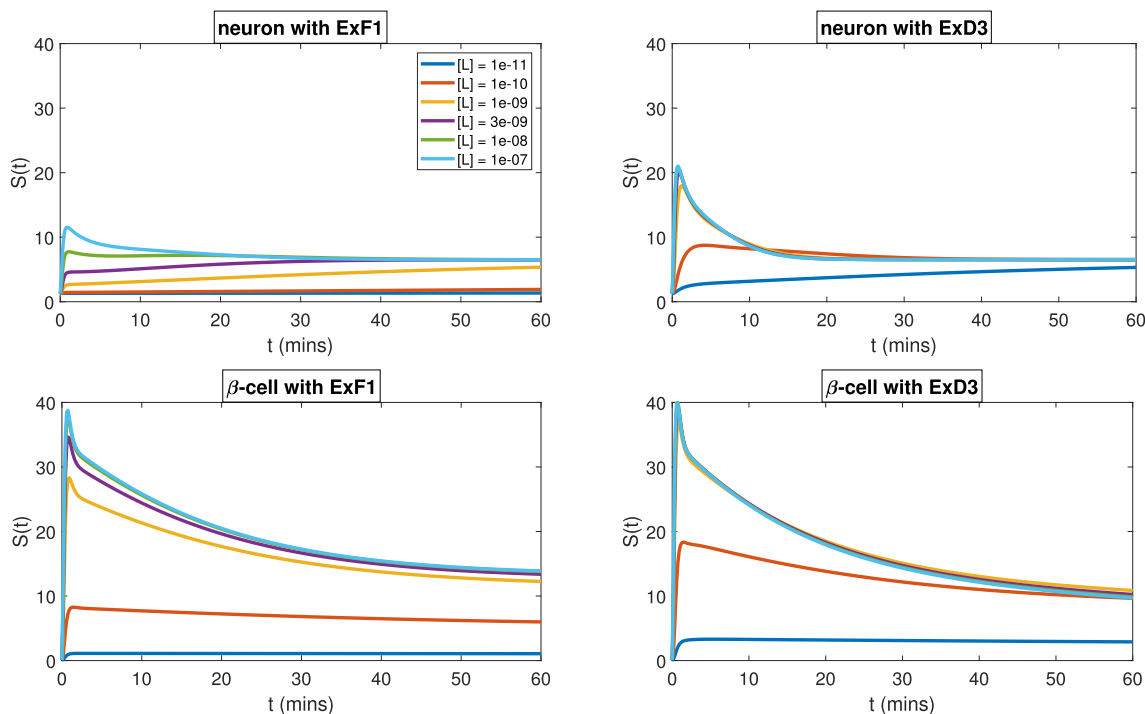 neuron with ExF1
40
30
20
10
0
S(t)
[L] = 1e-11
[L] = 1e-10
[L] = 1e-09
[L] = 3e-09
[L] = 1e-08
[L] = 1e-07
0 10 20 30 40 50 60
t (mins)
neuron with ExD3
40
30
20
10
0
S(t)
0 10 20 30 40 50 60
t (mins)
β-cell with ExF1
40
30
20
10
0
S(t)
0 10 20 30 40 50 60
t (mins)
β-cell with ExD3
40
30
20
10
0
S(t)
0 10 20 30 40 50 60
t (mins)